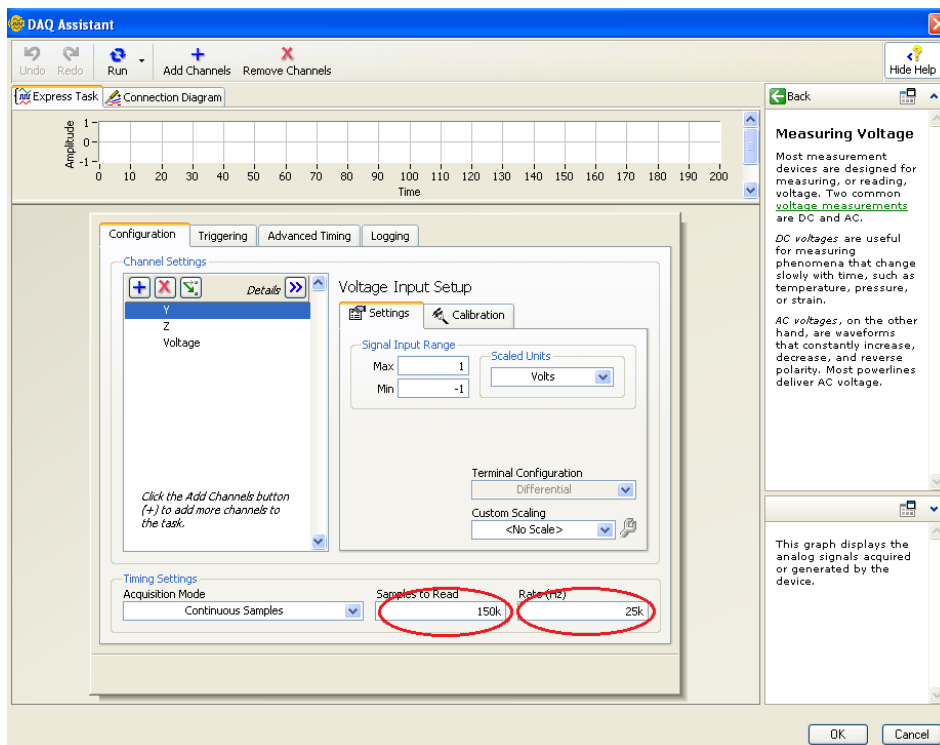 DAQ Assistant
Undo Redo Run Add Channels Remove Channels Hide Help
Express Task Connection Diagram
Back
Amplitude
1
0
-1
0 10 20 30 40 50 60 70 80 90 100 110 120 130 140 150 160 170 180 190 200
Time
Configuration Triggering Advanced Timing Logging
Channel Settings
Details
Y
Z
Voltage
Click the Add Channels button
(+) to add more channels to
the task.
Voltage Input Setup
Settings Calibration
Signal Input Range
Max 1
Min -1
Scaled Units
Volts
Terminal Configuration
Differential
Custom Scaling
<No Scale>
Timing Settings
Acquisition Mode Samples to Read Rate (Hz)
Continuous Samples 150k 25k
Measuring Voltage
Most measurement
devices are designed for
measuring, or reading,
voltage. Two common
voltage measurements
are DC and AC.
DC voltages are useful
for measuring
phenomena that change
slowly with time, such as
temperature, pressure,
or strain.
AC voltages, on the other
hand, are waveforms
that constantly increase,
decrease, and reverse
polarity. Most powerlines
deliver AC voltage.
This graph displays the
analog signals acquired
or generated by the
device.
OK Cancel